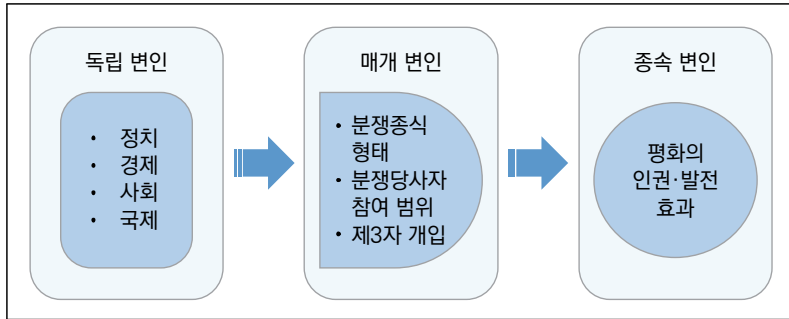 독립 변인
• 정치
• 경제
• 사회
• 국제
매개 변인
• 분쟁종식
형태
• 분쟁당사자
참여 범위
• 제3자 개입
종속 변인
평화의
인권·발전
효과